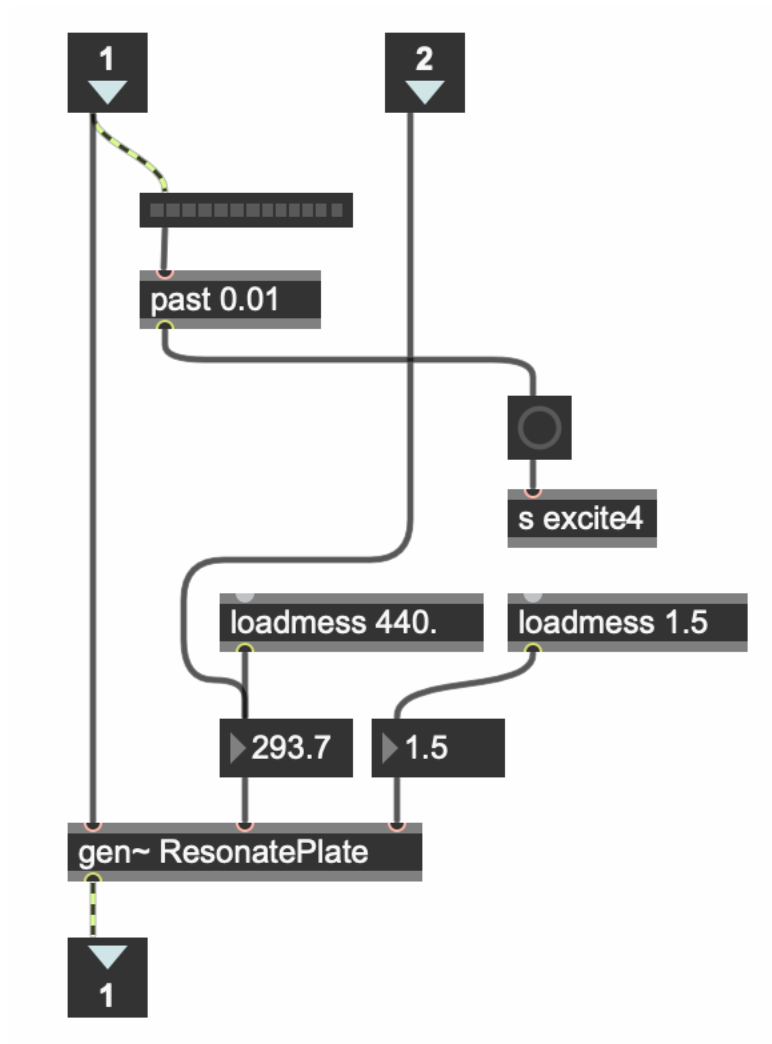 1
2
past 0.01
s excite4
loadmess 440.
loadmess 1.5
293.7
1.5
gen~ ResonatePlate
1